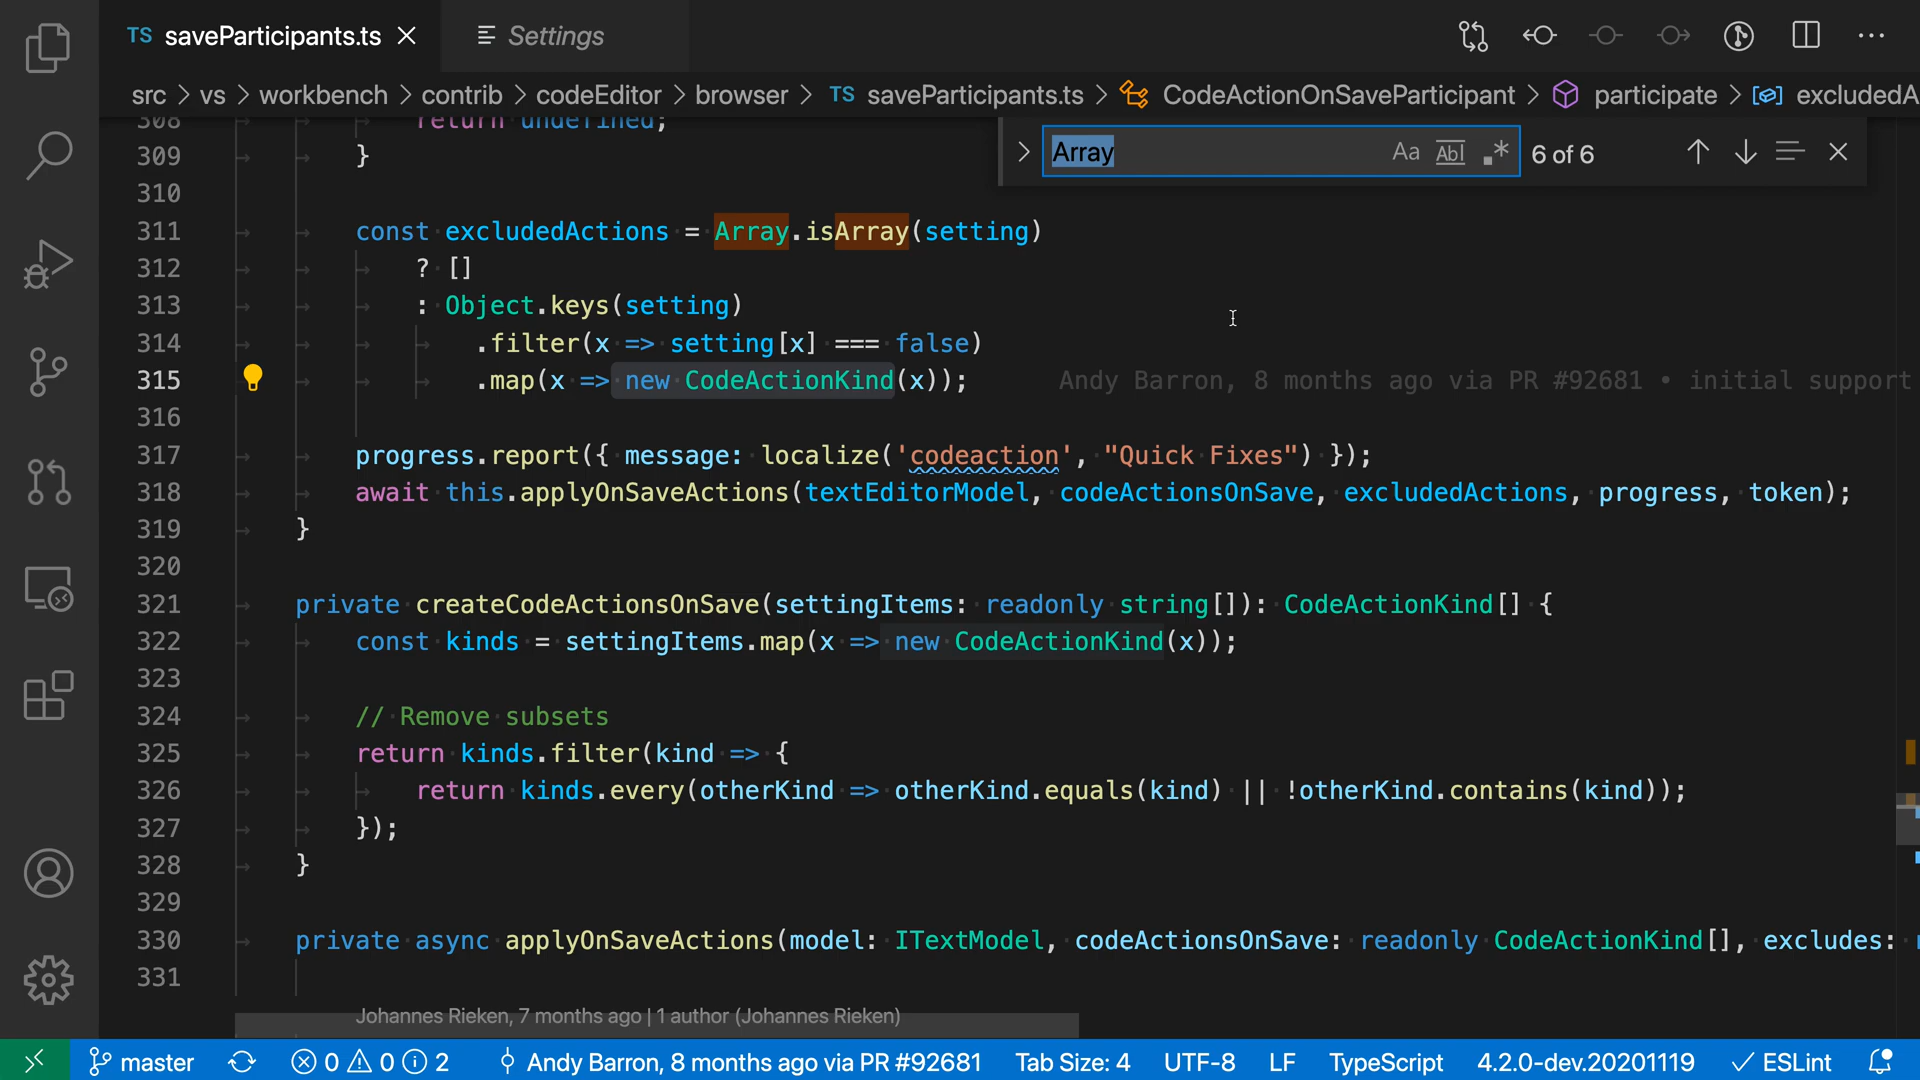 TS saveParticipants.ts
Settings
src > vs > workbench > contrib > codeEditor > browser > TS saveParticipants.ts > CodeActionOnSaveParticipant > participate > excludedA
Array Aa Abl .* 6 of 6
308 return undefined;
309 }
310
311 const excludedActions = Array.isArray(setting)
312 ? []
313 : Object.keys(setting)
314 .filter(x => setting[x] === false)
315 .map(x => new CodeActionKind(x)); Andy Barron, 8 months ago via PR #92681 • initial support
316
317 progress.report({ message: localize('codeaction', "Quick Fixes") });
318 await this.applyOnSaveActions(textEditorModel, codeActionsOnSave, excludedActions, progress, token);
319 }
320
321 private createCodeActionsOnSave(settingItems: readonly string[]): CodeActionKind[] {
322 const kinds = settingItems.map(x => new CodeActionKind(x));
323
324 // Remove subsets
325 return kinds.filter(kind => {
326 return kinds.every(otherKind => otherKind.equals(kind) || !otherKind.contains(kind));
327 });
328 }
329
330 private async applyOnSaveActions(model: ITextModel, codeActionsOnSave: readonly CodeActionKind[], excludes:
331
Johannes Rieken, 7 months ago | 1 author (Johannes Rieken)
master 0 0 2 Andy Barron, 8 months ago via PR #92681 Tab Size: 4 UTF-8 LF TypeScript 4.2.0-dev.20201119 ESLint